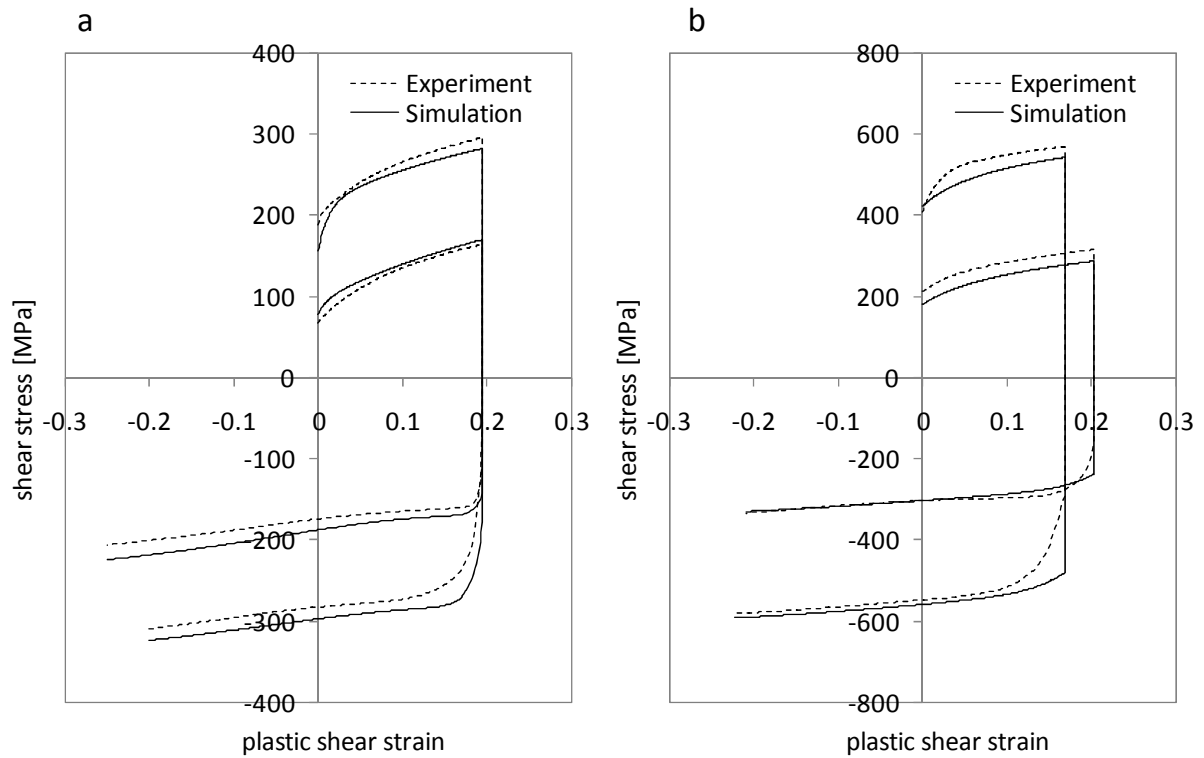 a
400
300
200
100
0
-100
-200
-300
-400
-0.3 -0.2 -0.1 0 0.1 0.2 0.3
Experiment
Simulation
shear stress [MPa]
plastic shear strain
b
800
600
400
200
0
-200
-400
-600
-800
-0.3 -0.2 -0.1 0 0.1 0.2 0.3
Experiment
Simulation
shear stress [MPa]
plastic shear strain